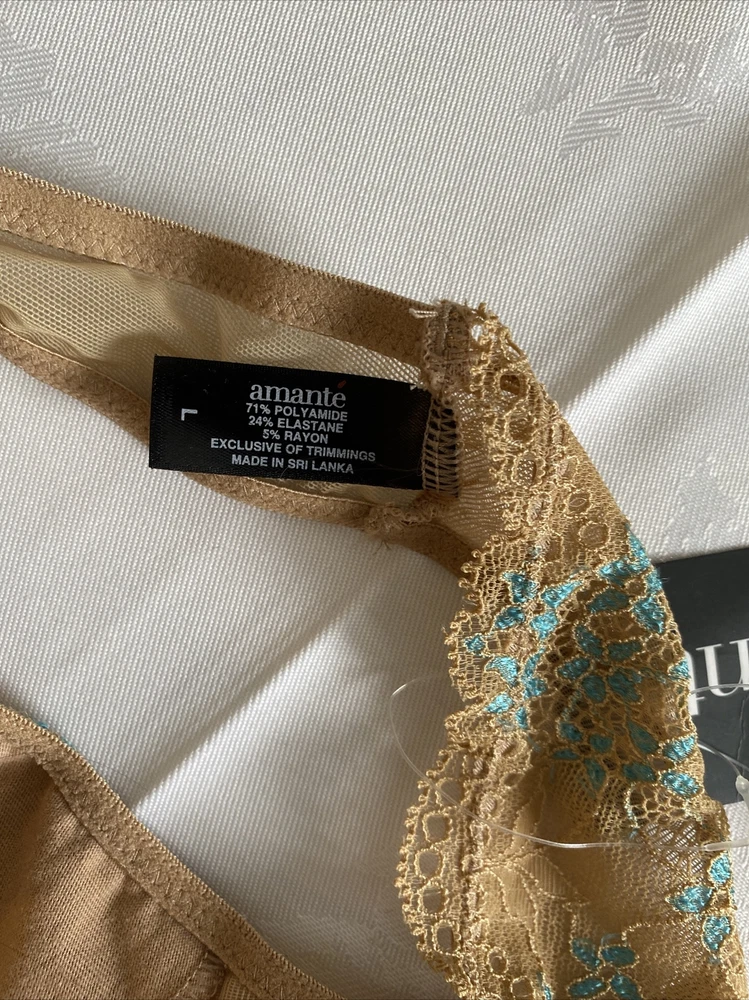 amanté
71% POLYAMIDE
24% ELASTANE
5% RAYON
EXCLUSIVE OF TRIMMINGS
MADE IN SRI LANKA
L